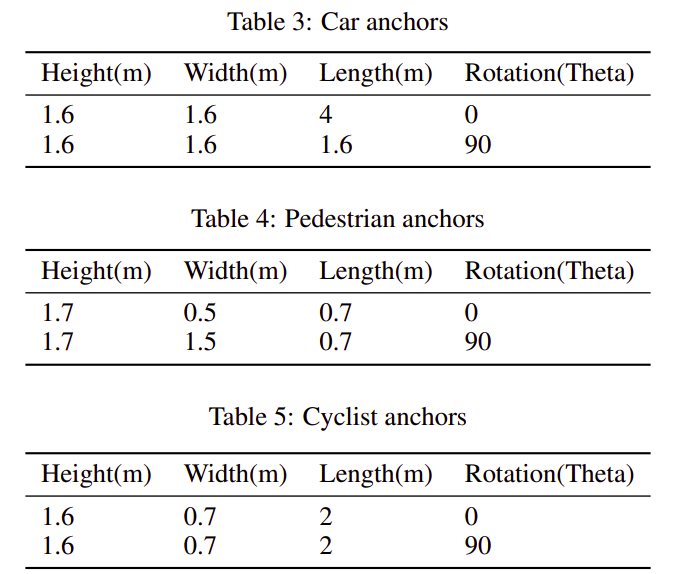 Table 3: Car anchors
Height(m) Width(m) Length(m) Rotation(Theta)
1.6 1.6 4 0
1.6 1.6 1.6 90
Table 4: Pedestrian anchors
Height(m) Width(m) Length(m) Rotation(Theta)
1.7 0.5 0.7 0
1.7 1.5 0.7 90
Table 5: Cyclist anchors
Height(m) Width(m) Length(m) Rotation(Theta)
1.6 0.7 2 0
1.6 0.7 2 90